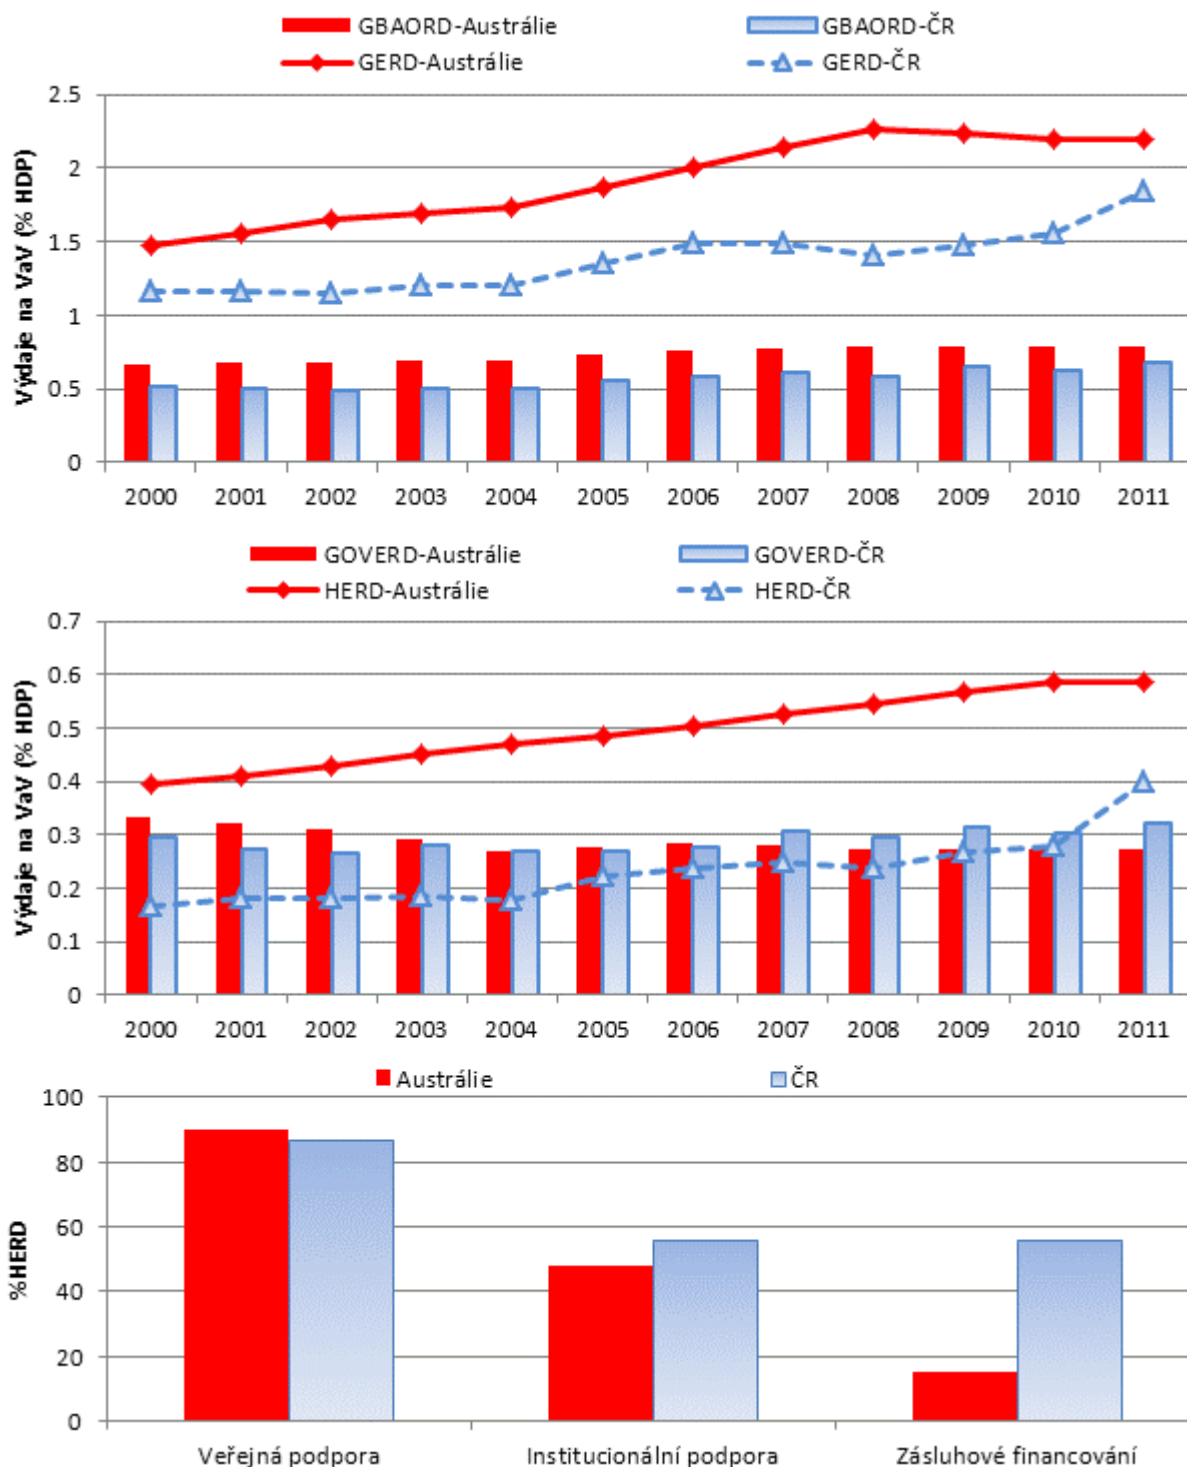 GBAORD-Austrálie GBAORD-ČR
GERD-Austrálie GERD-ČR
Výdaje na VaV (% HDP)
2.5
2
1.5
1
0.5
0
2000 2001 2002 2003 2004 2005 2006 2007 2008 2009 2010 2011
GOVERD-Austrálie GOVERD-ČR
HERD-Austrálie HERD-ČR
Výdaje na VaV (% HDP)
0.7
0.6
0.5
0.4
0.3
0.2
0.1
0
2000 2001 2002 2003 2004 2005 2006 2007 2008 2009 2010 2011
Austrálie ČR
%HERD
100
80
60
40
20
0
Veřejná podpora Institucionální podpora Zásluhové financování